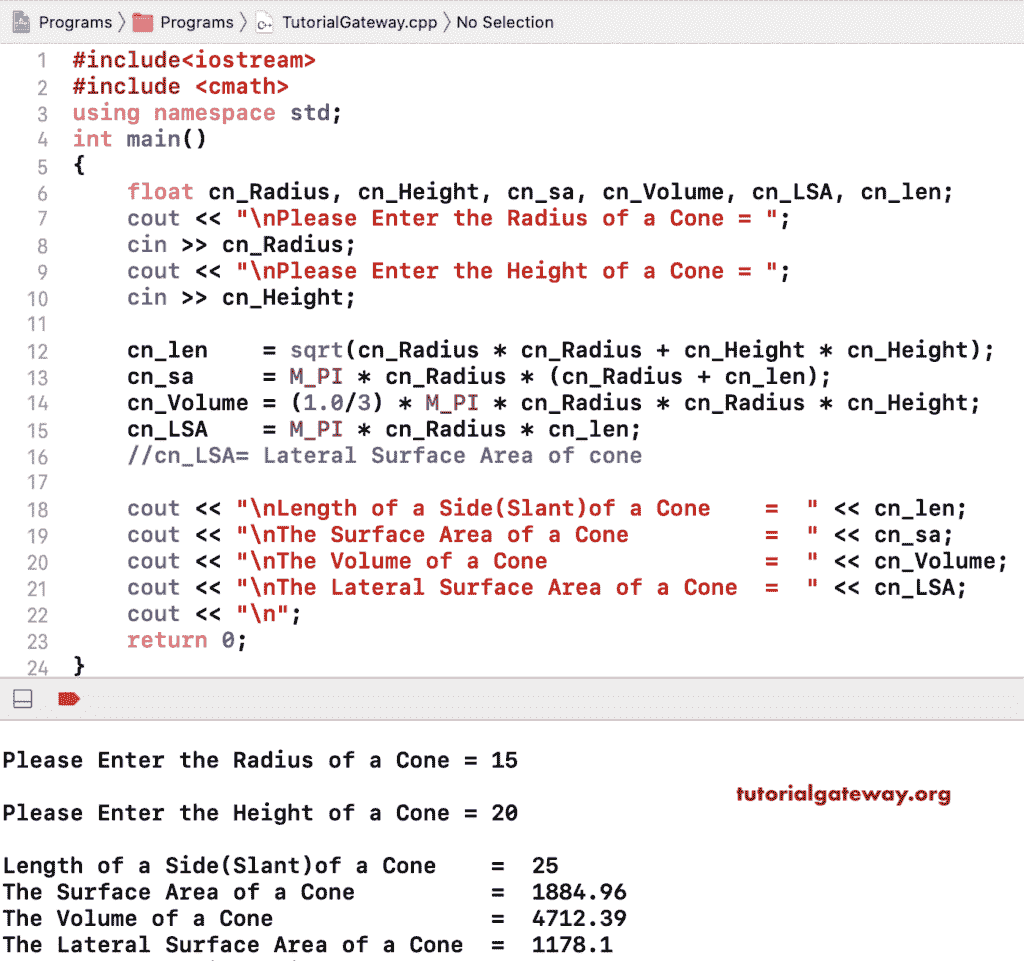 Programs 〉 Programs 〉 TutorialGateway.cpp 〉 No Selection
1 #include<iostream>
2 #include <cmath>
3 using namespace std;
4 int main()
5 {
6 float cn_Radius, cn_Height, cn_sa, cn_Volume, cn_LSA, cn_len;
7 cout << "\nPlease Enter the Radius of a Cone = ";
8 cin >> cn_Radius;
9 cout << "\nPlease Enter the Height of a Cone = ";
10 cin >> cn_Height;
11
12 cn_len    = sqrt(cn_Radius * cn_Radius + cn_Height * cn_Height);
13 cn_sa     = M_PI * cn_Radius * (cn_Radius + cn_len);
14 cn_Volume = (1.0/3) * M_PI * cn_Radius * cn_Radius * cn_Height;
15 cn_LSA    = M_PI * cn_Radius * cn_len;
16 //cn_LSA= Lateral Surface Area of cone
17
18 cout << "\nLength of a Side(Slant)of a Cone    =  " << cn_len;
19 cout << "\nThe Surface Area of a Cone          =  " << cn_sa;
20 cout << "\nThe Volume of a Cone                =  " << cn_Volume;
21 cout << "\nThe Lateral Surface Area of a Cone  =  " << cn_LSA;
22 cout << "\n";
23 return 0;
24 }
Please Enter the Radius of a Cone = 15
tutorialgateway.org
Please Enter the Height of a Cone = 20
Length of a Side(Slant)of a Cone    =  25
The Surface Area of a Cone          =  1884.96
The Volume of a Cone                =  4712.39
The Lateral Surface Area of a Cone  =  1178.1